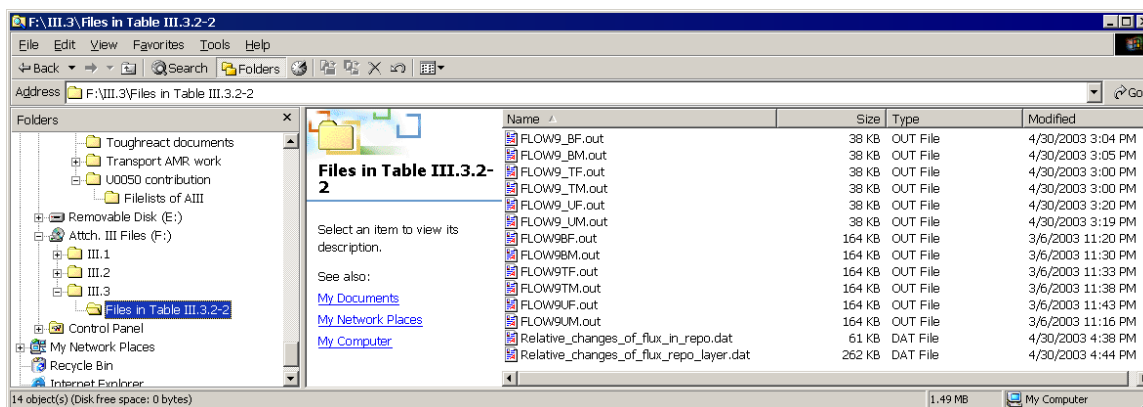 F:\III.3\Files in Table III.3.2-2
File Edit View Favorites Tools Help
Back Search Folders
Address F:\III.3\Files in Table III.3.2-2 Go
Folders
Toughreact documents
Transport AMR work
U0050 contribution
Filelists of AIII
Removable Disk (E:)
Attch. III Files (F:)
III.1
III.2
III.3
Files in Table III.3.2-2
Control Panel
My Network Places
Recycle Bin
Internet Explorer
Files in Table III.3.2-
2
Select an item to view its
description.
See also:
My Documents
My Network Places
My Computer
Name Size Type Modified
FLOW9_BF.out 38 KB OUT File 4/30/2003 3:04 PM
FLOW9_BM.out 38 KB OUT File 4/30/2003 3:05 PM
FLOW9_TF.out 38 KB OUT File 4/30/2003 3:00 PM
FLOW9_TM.out 38 KB OUT File 4/30/2003 3:00 PM
FLOW9_UF.out 38 KB OUT File 4/30/2003 3:20 PM
FLOW9_UM.out 38 KB OUT File 4/30/2003 3:19 PM
FLOW9BF.out 164 KB OUT File 3/6/2003 11:20 PM
FLOW9BM.out 164 KB OUT File 3/6/2003 11:30 PM
FLOW9TF.out 164 KB OUT File 3/6/2003 11:33 PM
FLOW9TM.out 164 KB OUT File 3/6/2003 11:38 PM
FLOW9UF.out 164 KB OUT File 3/6/2003 11:43 PM
FLOW9UM.out 164 KB OUT File 3/6/2003 11:16 PM
Relative_changes_of_flux_in_repo.dat 61 KB DAT File 4/30/2003 4:38 PM
Relative_changes_of_flux_repo_layer.dat 262 KB DAT File 4/30/2003 4:44 PM
14 object(s) (Disk free space: 0 bytes) 1.49 MB My Computer